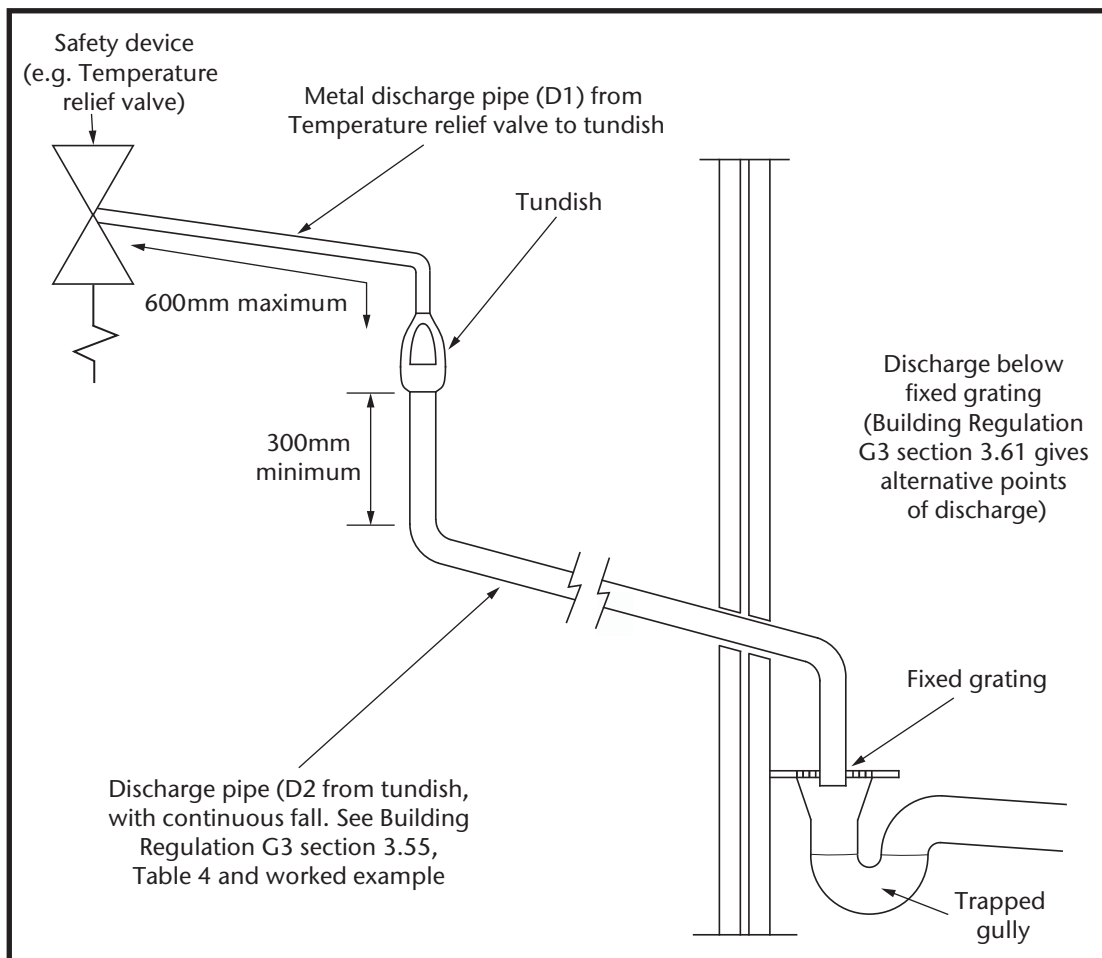 Safety device
(e.g. Temperature
relief valve)
Metal discharge pipe (D1) from
Temperature relief valve to tundish
Tundish
600mm maximum
300mm
minimum
Discharge below
fixed grating
(Building Regulation
G3 section 3.61 gives
alternative points
of discharge)
Fixed grating
Discharge pipe (D2 from tundish,
with continuous fall. See Building
Regulation G3 section 3.55,
Table 4 and worked example
Trapped
gully